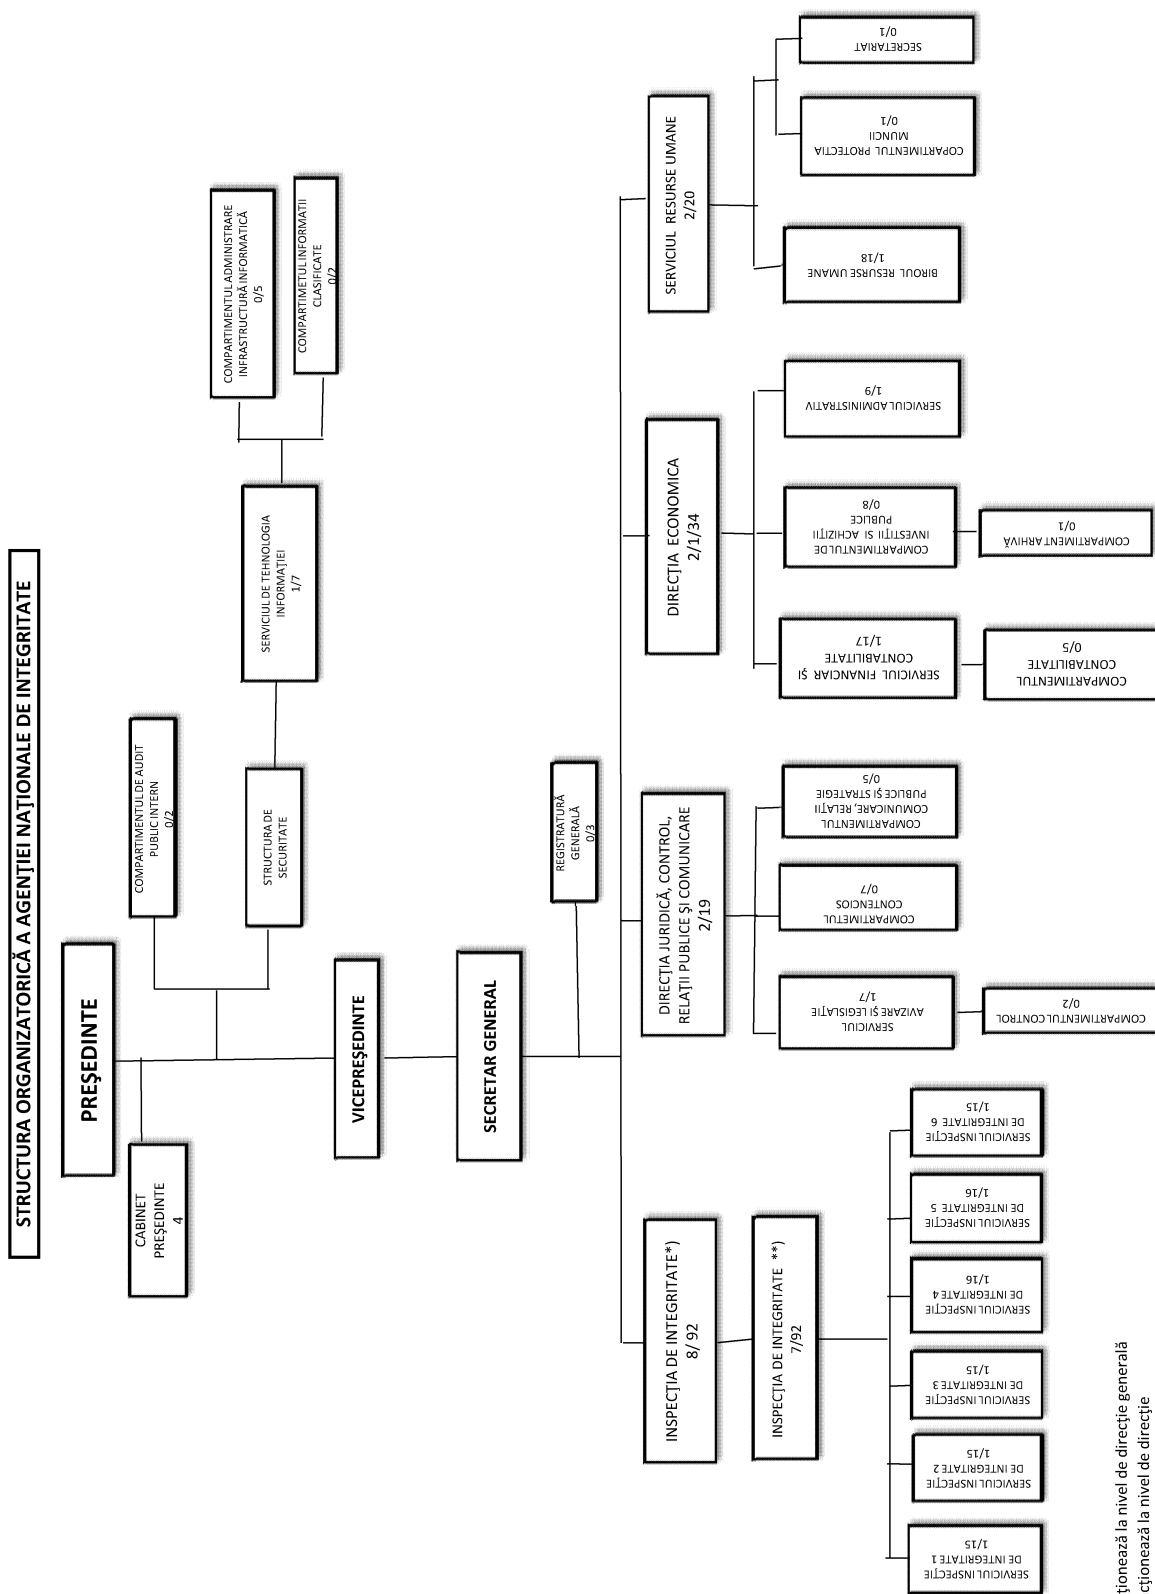 STRUCTURA ORGANIZATORICĂ A AGENŢIEI NAŢIONALE DE INTEGRITATE
PREŞEDINTE
CABINET
PREŞEDINTE
4
COMPARTIMENTUL DE AUDIT
PUBLIC INTERN
0/2
STRUCTURA DE
SECURITATE
SERVICIUL DE TEHNOLOGIA
INFORMAŢIEI
1/7
COMPARTIMENTUL ADMINISTRARE
INFRASTRUCTURĂ INFORMATICĂ
0/5
COMPARTIMETUL INFORMATII
CLASIFICATE
0/2
VICEPREŞEDINTE
SECRETAR GENERAL
REGISTRATURĂ
GENERALĂ
0/3
INSPECŢIA DE INTEGRITATE*)
8/ 92
INSPECŢIA DE INTEGRITATE **)
7/92
SERVICIUL INSPECŢIE
DE INTEGRITATE 1
1/15
SERVICIUL INSPECŢIE
DE INTEGRITATE 2
1/15
SERVICIUL INSPECŢIE
DE INTEGRITATE 3
1/15
SERVICIUL INSPECŢIE
DE INTEGRITATE 4
1/16
SERVICIUL INSPECŢIE
DE INTEGRITATE 5
1/16
SERVICIUL INSPECŢIE
DE INTEGRITATE 6
1/15
DIRECŢIA JURIDICĂ, CONTROL,
RELAŢII PUBLICE ŞI COMUNICARE
2/19
SERVICIUL
AVIZARE ŞI LEGISLAŢIE
1/7
COMPARTIMENTUL CONTROL
0/2
COMPARTIMETUL
CONTENCIOS
0/7
COMPARTIMENTUL
COMUNICARE, RELAŢII
PUBLICE ŞI STRATEGIE
0/5
DIRECŢIA ECONOMICA
2/1/34
SERVICIUL FINANCIAR ŞI
CONTABILITATE
1/17
COMPARTIMENTUL
CONTABILITATE
0/5
COMPARTIMENTUL DE
INVESTIŢII SI ACHIZIŢII
PUBLICE
0/8
COMPARTIMENT ARHIVĂ
0/1
SERVICIUL ADMINISTRATIV
1/9
SERVICIUL RESURSE UMANE
2/20
BIROUL RESURSE UMANE
1/18
COPARTIMENTUL PROTECTIA
MUNCII
0/1
SECRETARIAT
0/1
ţionează la nivel de direcţie generală
cţionează la nivel de direcţie